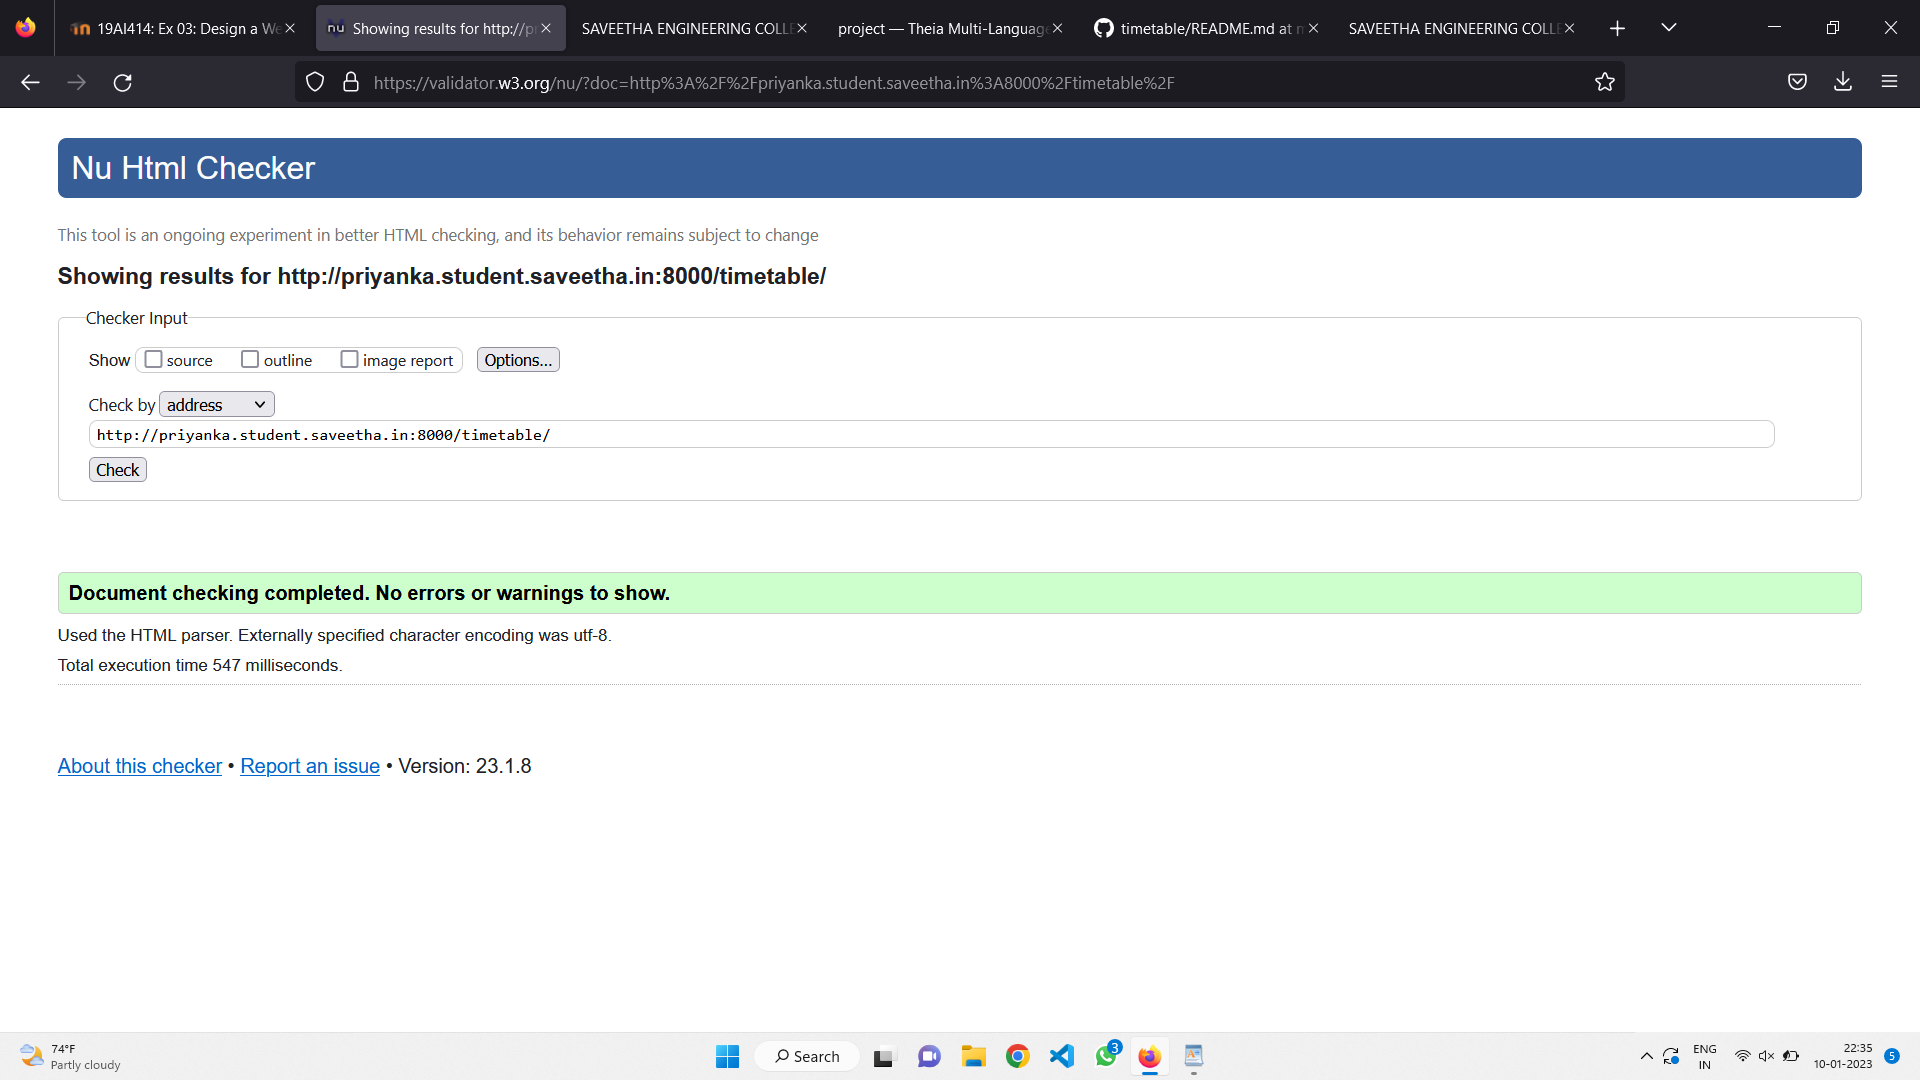 19AI414: Ex 03: Design a We
nu Showing results for http://p
SAVEETHA ENGINEERING COLLE
project — Theia Multi-Language
timetable/README.md at m
SAVEETHA ENGINEERING COLLE
https://validator.w3.org/nu/?doc=http%3A%2F%2Fpriyanka.student.saveetha.in%3A8000%2Ftimetable%2F
Nu Html Checker
This tool is an ongoing experiment in better HTML checking, and its behavior remains subject to change
Showing results for http://priyanka.student.saveetha.in:8000/timetable/
Checker Input
Show source outline image report Options...
Check by address
http://priyanka.student.saveetha.in:8000/timetable/
Check
Document checking completed. No errors or warnings to show.
Used the HTML parser. Externally specified character encoding was utf-8.
Total execution time 547 milliseconds.
About this checker • Report an issue • Version: 23.1.8
74°F
Partly cloudy
Search
3
ENG
IN
22:35
10-01-2023
5